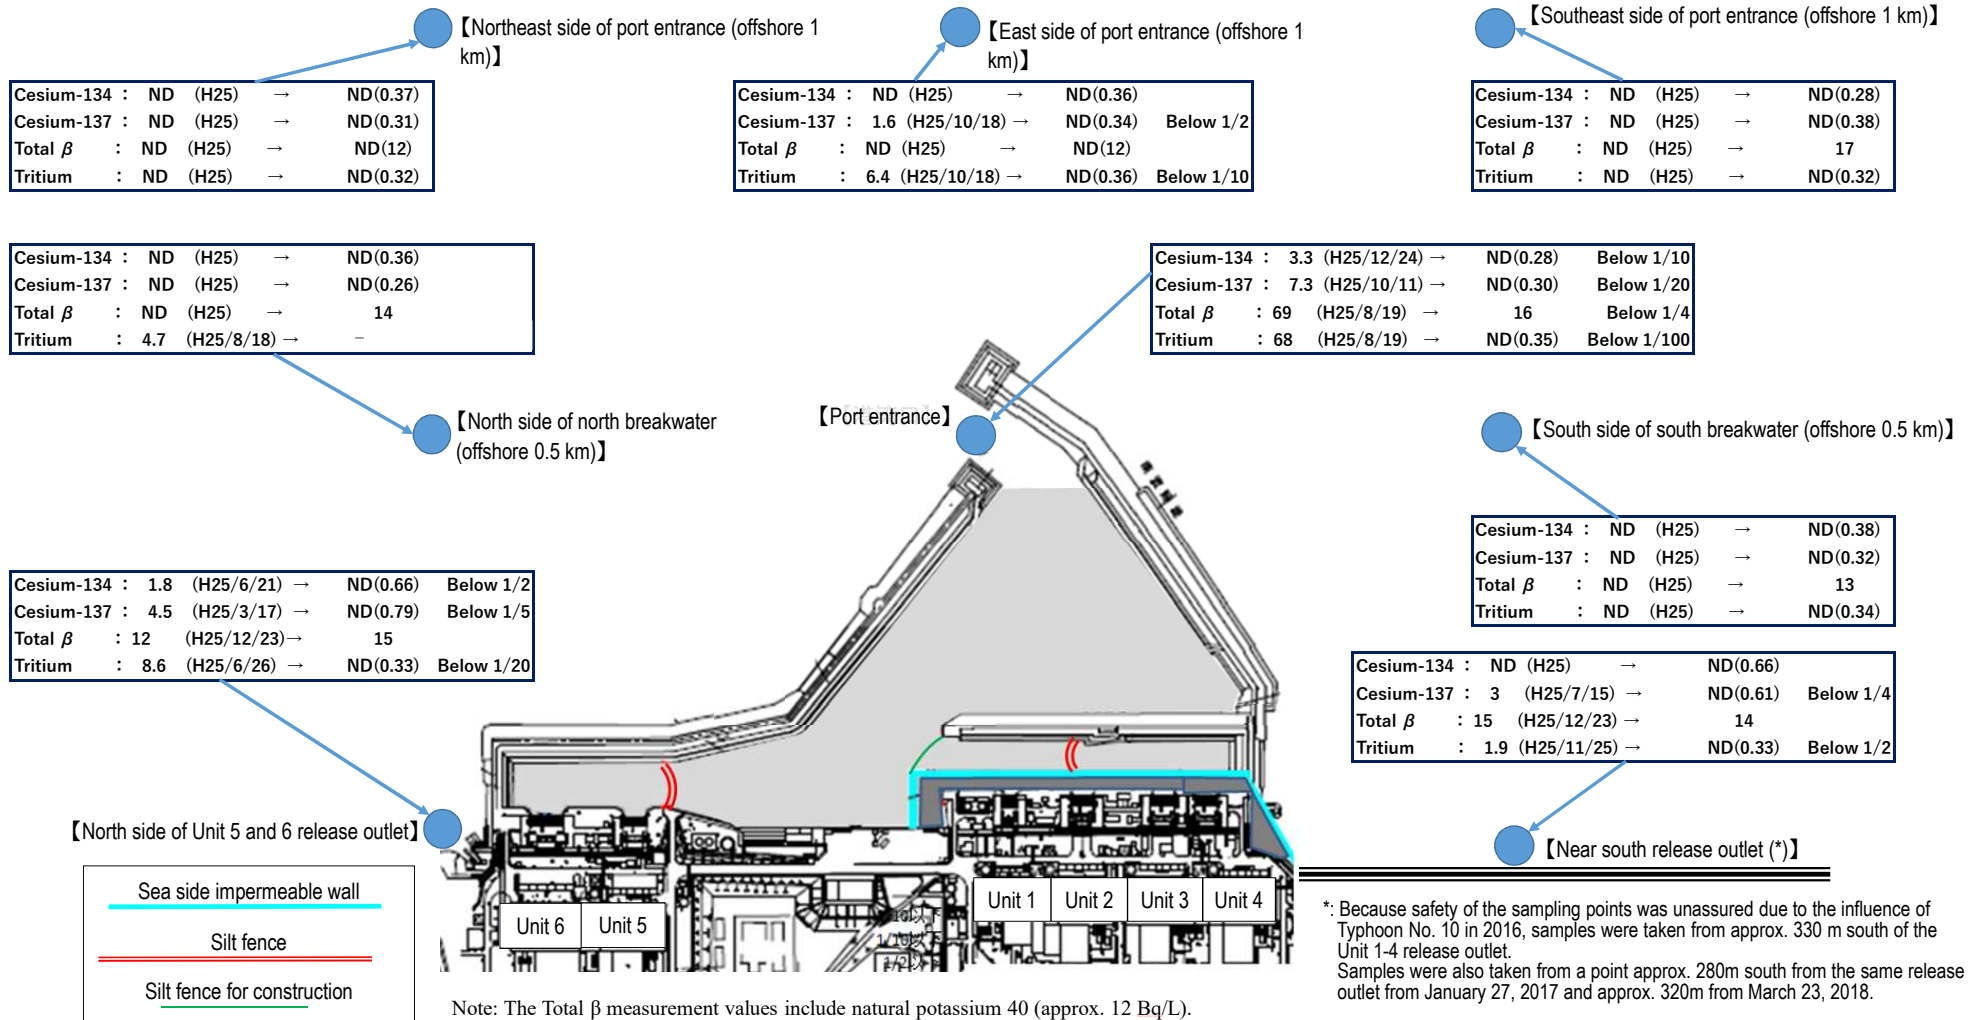 【Northeast side of port entrance (offshore 1
km)】
Cesium-134 : ND (H25) → ND(0.37)
Cesium-137 : ND (H25) → ND(0.31)
Total β : ND (H25) → ND(12)
Tritium : ND (H25) → ND(0.32)
【East side of port entrance (offshore 1
km)】
Cesium-134 : ND (H25) → ND(0.36)
Cesium-137 : 1.6 (H25/10/18) → ND(0.34) Below 1/2
Total β : ND (H25) → ND(12)
Tritium : 6.4 (H25/10/18) → ND(0.36) Below 1/10
【Southeast side of port entrance (offshore 1 km)】
Cesium-134 : ND (H25) → ND(0.28)
Cesium-137 : ND (H25) → ND(0.38)
Total β : ND (H25) → 17
Tritium : ND (H25) → ND(0.32)
Cesium-134 : ND (H25) → ND(0.36)
Cesium-137 : ND (H25) → ND(0.26)
Total β : ND (H25) → 14
Tritium : 4.7 (H25/8/18) → −
【North side of north breakwater
(offshore 0.5 km)】
Cesium-134 : 3.3 (H25/12/24) → ND(0.28) Below 1/10
Cesium-137 : 7.3 (H25/10/11) → ND(0.30) Below 1/20
Total β : 69 (H25/8/19) → 16 Below 1/4
Tritium : 68 (H25/8/19) → ND(0.35) Below 1/100
【Port entrance】
【South side of south breakwater (offshore 0.5 km)】
Cesium-134 : ND (H25) → ND(0.38)
Cesium-137 : ND (H25) → ND(0.32)
Total β : ND (H25) → 13
Tritium : ND (H25) → ND(0.34)
Cesium-134 : 1.8 (H25/6/21) → ND(0.66) Below 1/2
Cesium-137 : 4.5 (H25/3/17) → ND(0.79) Below 1/5
Total β : 12 (H25/12/23)→ 15
Tritium : 8.6 (H25/6/26) → ND(0.33) Below 1/20
【North side of Unit 5 and 6 release outlet】
Cesium-134 : ND (H25) → ND(0.66)
Cesium-137 : 3 (H25/7/15) → ND(0.61) Below 1/4
Total β : 15 (H25/12/23) → 14
Tritium : 1.9 (H25/11/25) → ND(0.33) Below 1/2
【Near south release outlet (*)】
Sea side impermeable wall
Silt fence
Silt fence for construction
Unit 6 Unit 5
Unit 1 Unit 2 Unit 3 Unit 4
*: Because safety of the sampling points was unassured due to the influence of
Typhoon No. 10 in 2016, samples were taken from approx. 330 m south of the
Unit 1-4 release outlet.
Samples were also taken from a point approx. 280m south from the same release
outlet from January 27, 2017 and approx. 320m from March 23, 2018.
Note: The Total β measurement values include natural potassium 40 (approx. 12 Bq/L).